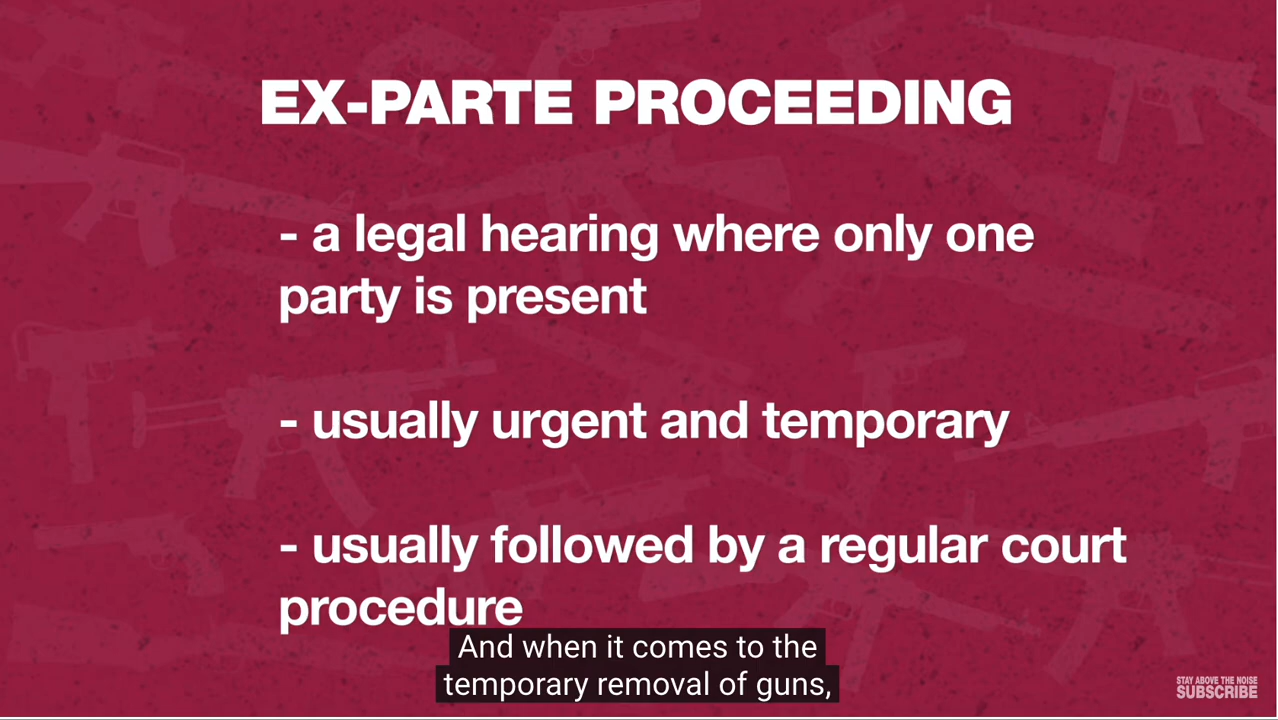 EX-PARTE PROCEEDING
- a legal hearing where only one
party is present
- usually urgent and temporary
- usually followed by a regular court
procedure
And when it comes to the
temporary removal of guns,
STAY ABOVE THE NOISE
SUBSCRIBE